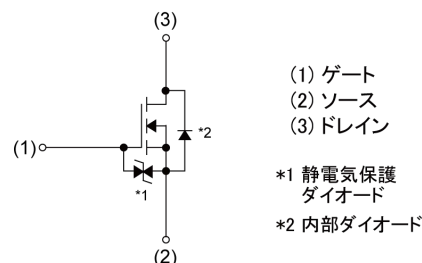 (3)
(1)
*2
*1
(2)
(1) ゲート
(2) ソース
(3) ドレイン
*1 静電気保護
ダイオード
*2 内部ダイオード